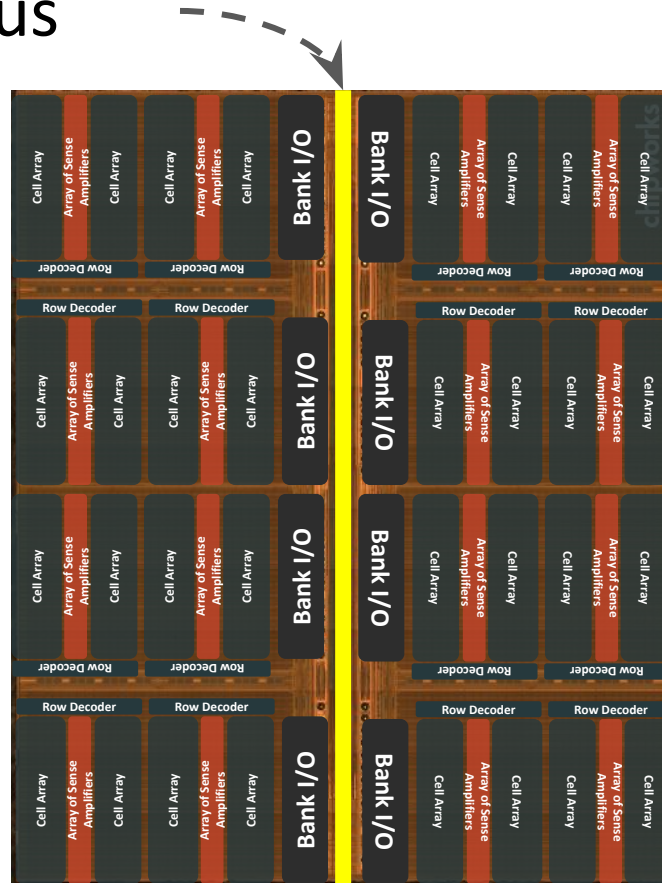 us
Cell Array
Array of Sense
Amplifiers
Cell Array
Cell Array
Array of Sense
Amplifiers
Cell Array
Bank I/O
Bank I/O
Cell Array
Array of Sense
Amplifiers
Cell Array
Cell Array
Array of Sense
Amplifiers
Cell Array
chipworks
Row Decoder
Row Decoder
Row Decoder
Row Decoder
Row Decoder
Row Decoder
Row Decoder
Row Decoder
Cell Array
Array of Sense
Amplifiers
Cell Array
Cell Array
Array of Sense
Amplifiers
Cell Array
Bank I/O
Bank I/O
Cell Array
Array of Sense
Amplifiers
Cell Array
Cell Array
Array of Sense
Amplifiers
Cell Array
Cell Array
Array of Sense
Amplifiers
Cell Array
Cell Array
Array of Sense
Amplifiers
Cell Array
Bank I/O
Bank I/O
Cell Array
Array of Sense
Amplifiers
Cell Array
Cell Array
Array of Sense
Amplifiers
Cell Array
Row Decoder
Row Decoder
Row Decoder
Row Decoder
Row Decoder
Row Decoder
Row Decoder
Row Decoder
Cell Array
Array of Sense
Amplifiers
Cell Array
Cell Array
Array of Sense
Amplifiers
Cell Array
Bank I/O
Bank I/O
Cell Array
Array of Sense
Amplifiers
Cell Array
Cell Array
Array of Sense
Amplifiers
Cell Array